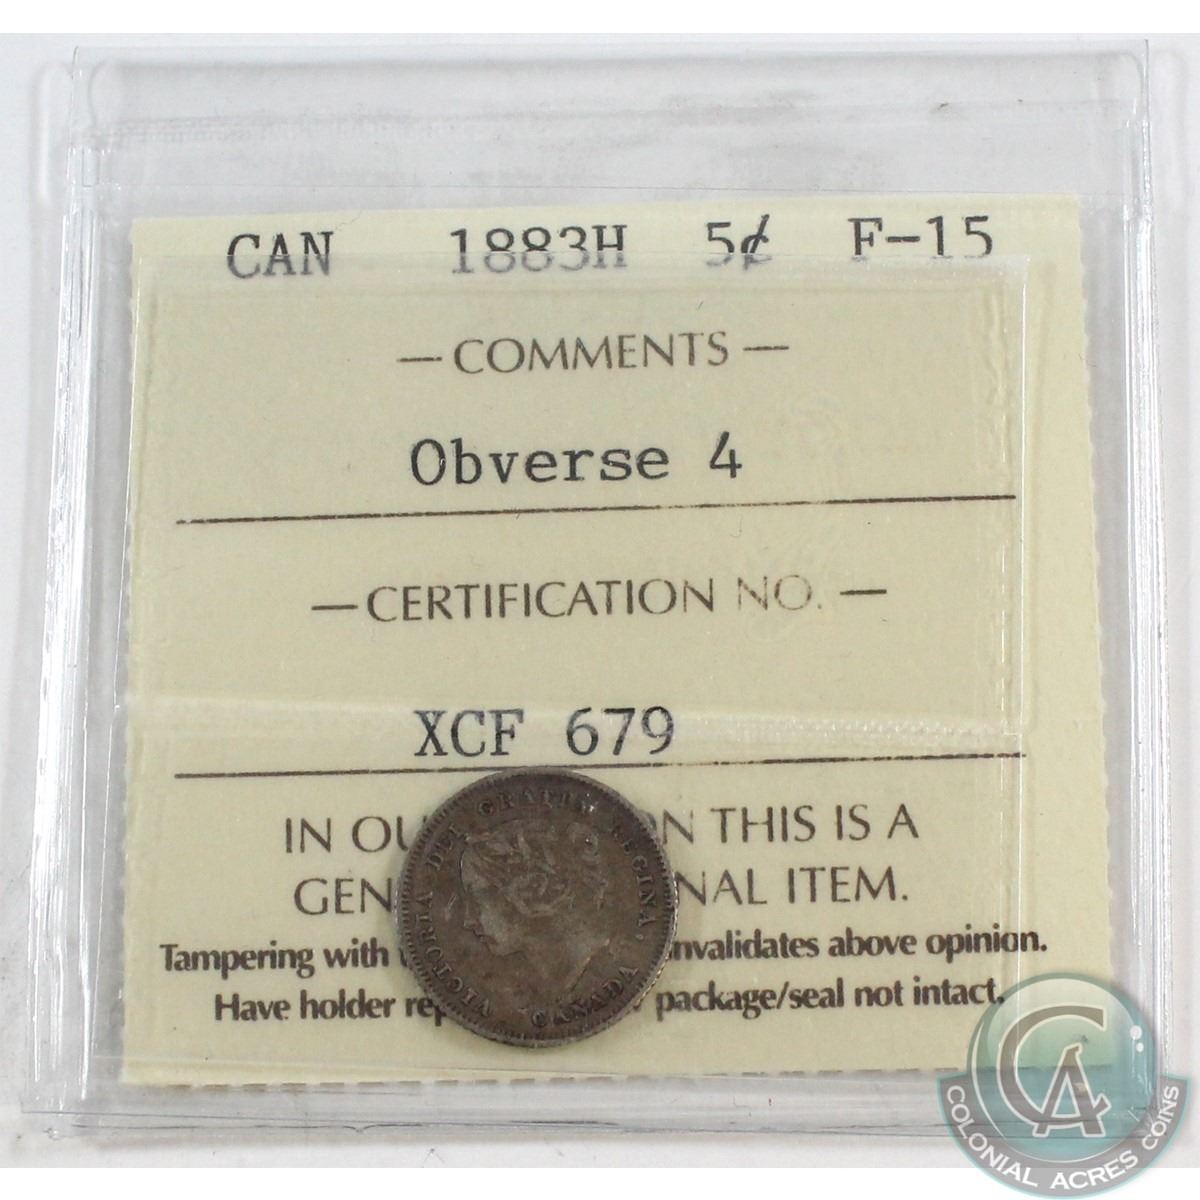 CAN 1883H 5¢ F-15
— COMMENTS —
Obverse 4
— CERTIFICATION NO. —
XCF 679
IN OU ON THIS IS A
GEN NAL ITEM.
Tampering with invalidates above opinion.
Have holder rep package/seal not intact.
VICTORIA DEI GRATIA REGINA. CANADA
CA
COLONIAL ACRES COINS